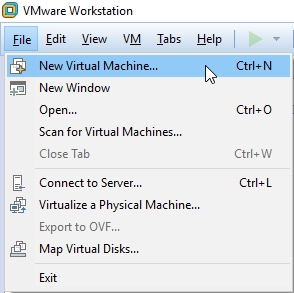 VMware Workstation
File Edit View VM Tabs Help
New Virtual Machine... Ctrl+N
New Window
Open... Ctrl+O
Scan for Virtual Machines...
Close Tab Ctrl+W
Connect to Server... Ctrl+L
Virtualize a Physical Machine...
Export to OVF...
Map Virtual Disks...
Exit